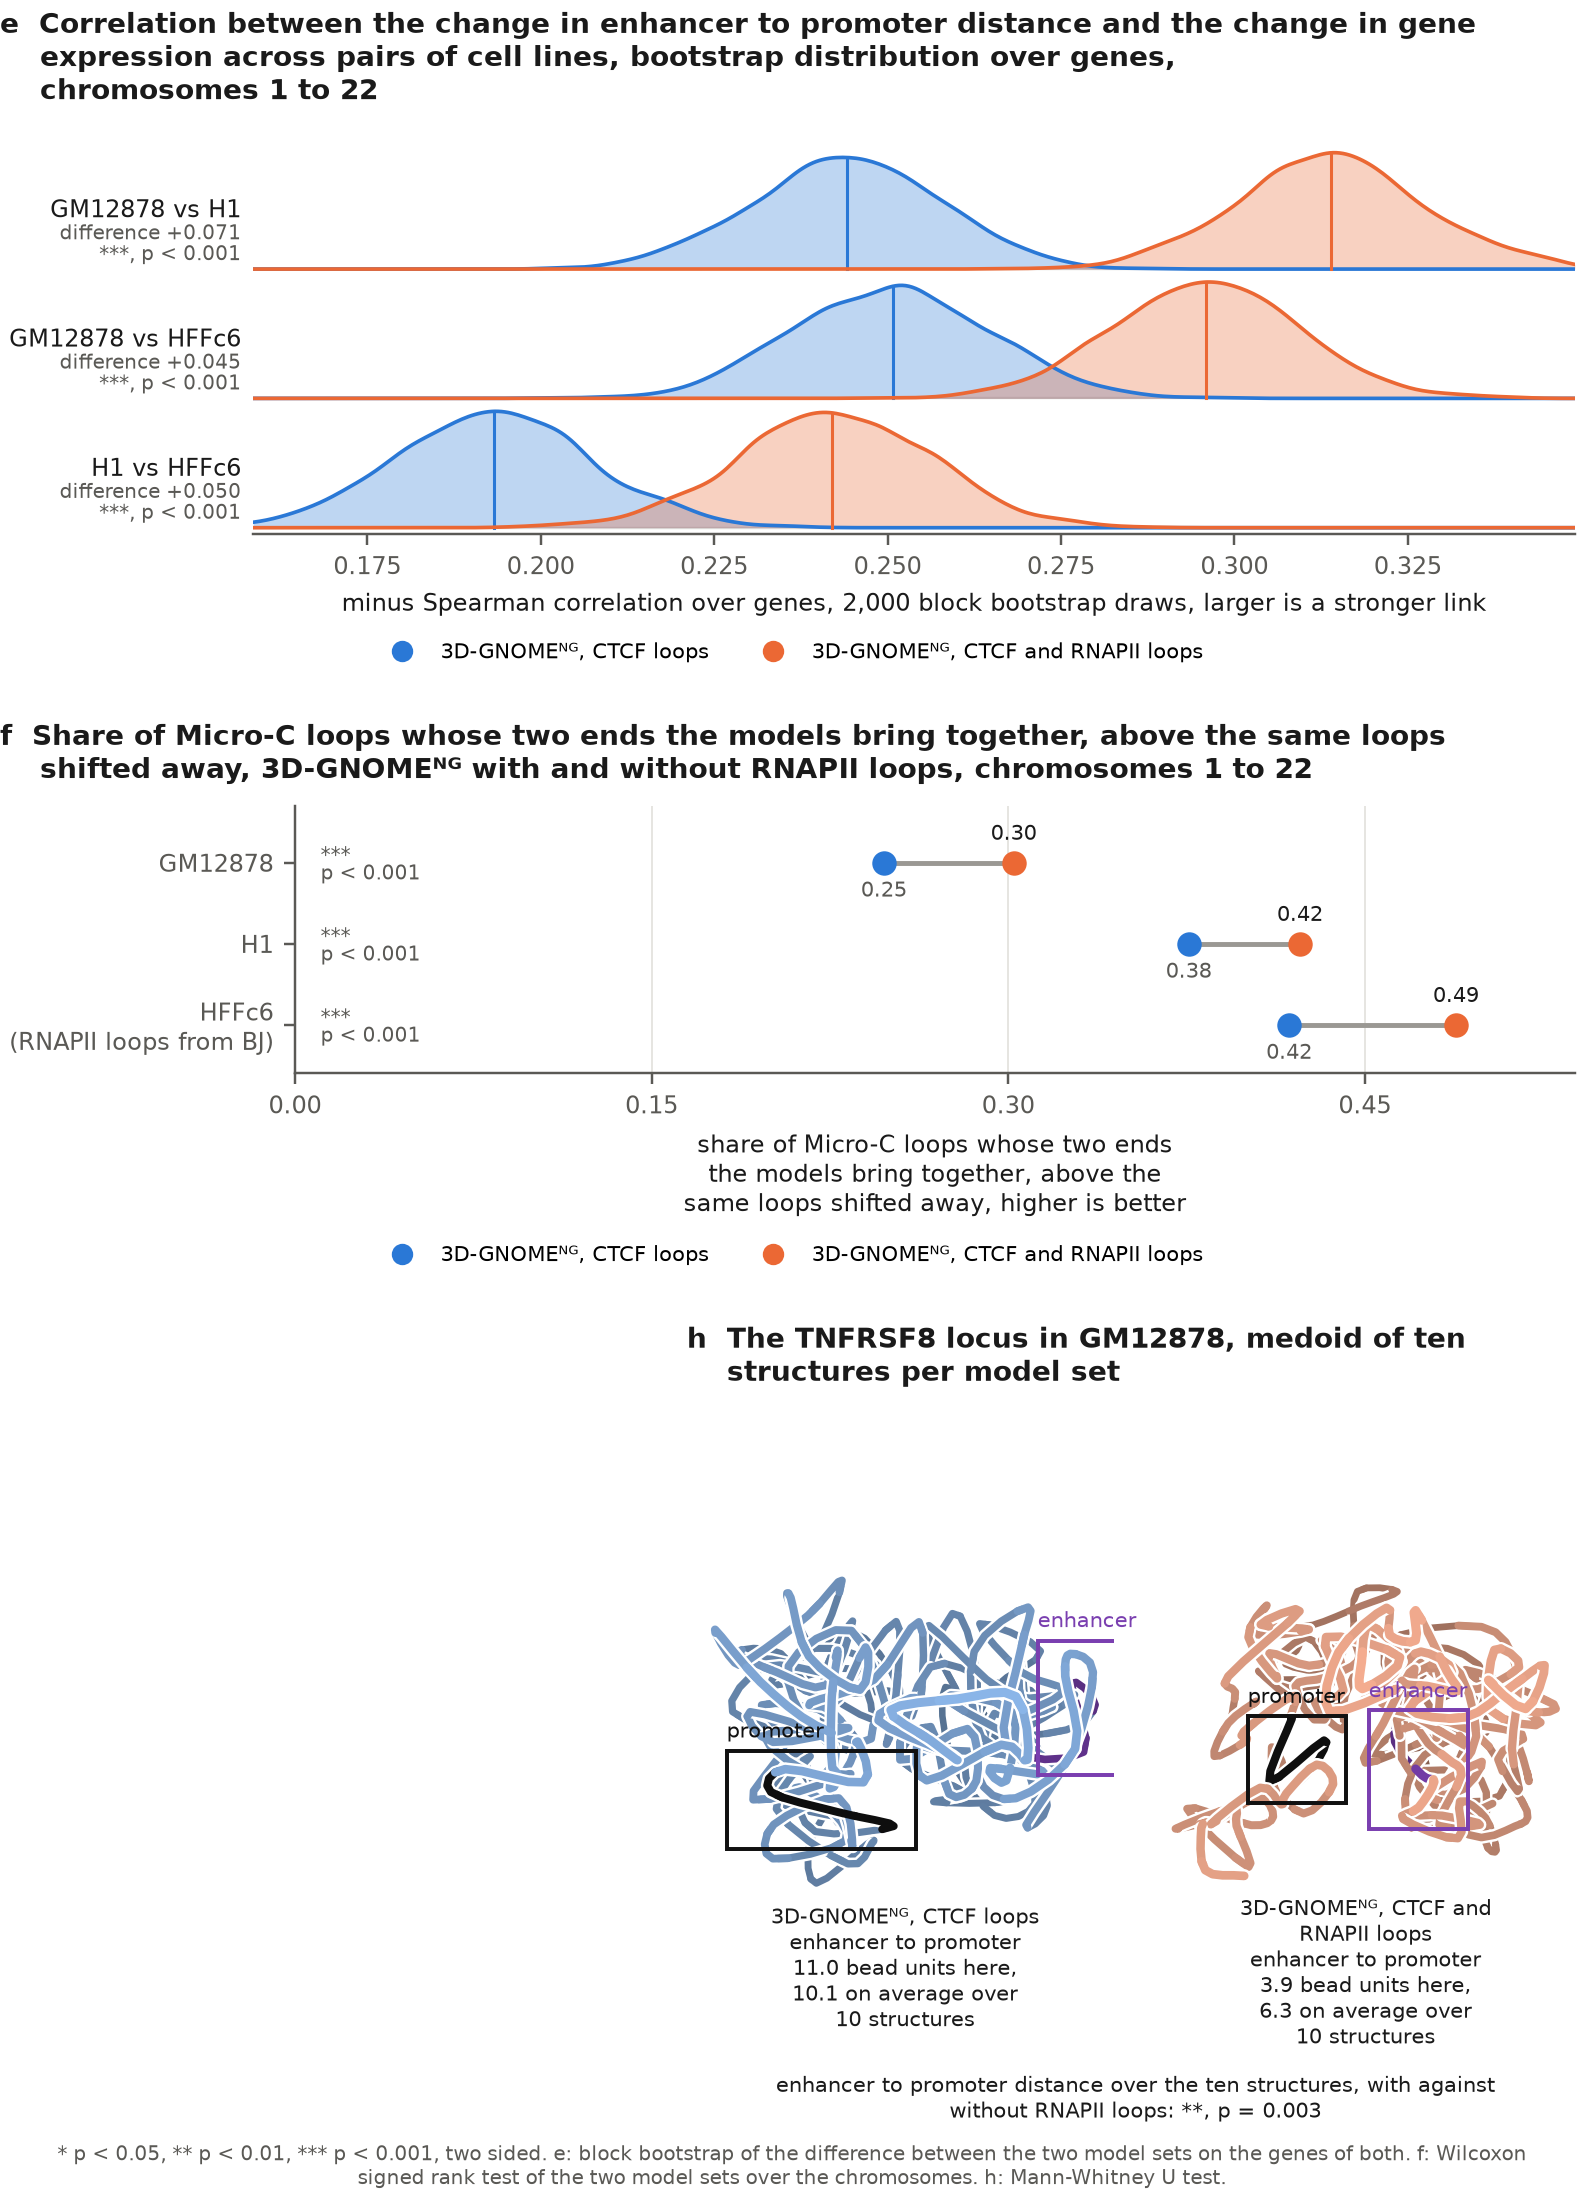 e Correlation between the change in enhancer to promoter distance and the change in gene
expression across pairs of cell lines, bootstrap distribution over genes,
chromosomes 1 to 22
GM12878 vs H1
difference +0.071
***, p < 0.001
GM12878 vs HFFc6
difference +0.045
***, p < 0.001
H1 vs HFFc6
difference +0.050
***, p < 0.001
0.175 0.200 0.225 0.250 0.275 0.300 0.325
minus Spearman correlation over genes, 2,000 block bootstrap draws, larger is a stronger link
3D-GNOMEᴺᴳ, CTCF loops 3D-GNOMEᴺᴳ, CTCF and RNAPII loops
f Share of Micro-C loops whose two ends the models bring together, above the same loops
shifted away, 3D-GNOMEᴺᴳ with and without RNAPII loops, chromosomes 1 to 22
0.30
GM12878
***
p < 0.001
0.25
0.42
H1
***
p < 0.001
0.38
0.49
HFFc6
(RNAPII loops from BJ)
***
p < 0.001
0.42
0.00 0.15 0.30 0.45
share of Micro-C loops whose two ends
the models bring together, above the
same loops shifted away, higher is better
3D-GNOMEᴺᴳ, CTCF loops 3D-GNOMEᴺᴳ, CTCF and RNAPII loops
h The TNFRSF8 locus in GM12878, medoid of ten
structures per model set
enhancer
promoter
promoter
enhancer
3D-GNOMEᴺᴳ, CTCF loops
enhancer to promoter
11.0 bead units here,
10.1 on average over
10 structures
3D-GNOMEᴺᴳ, CTCF and
RNAPII loops
enhancer to promoter
3.9 bead units here,
6.3 on average over
10 structures
enhancer to promoter distance over the ten structures, with against
without RNAPII loops: **, p = 0.003
* p < 0.05, ** p < 0.01, *** p < 0.001, two sided. e: block bootstrap of the difference between the two model sets on the genes of both. f: Wilcoxon
signed rank test of the two model sets over the chromosomes. h: Mann-Whitney U test.